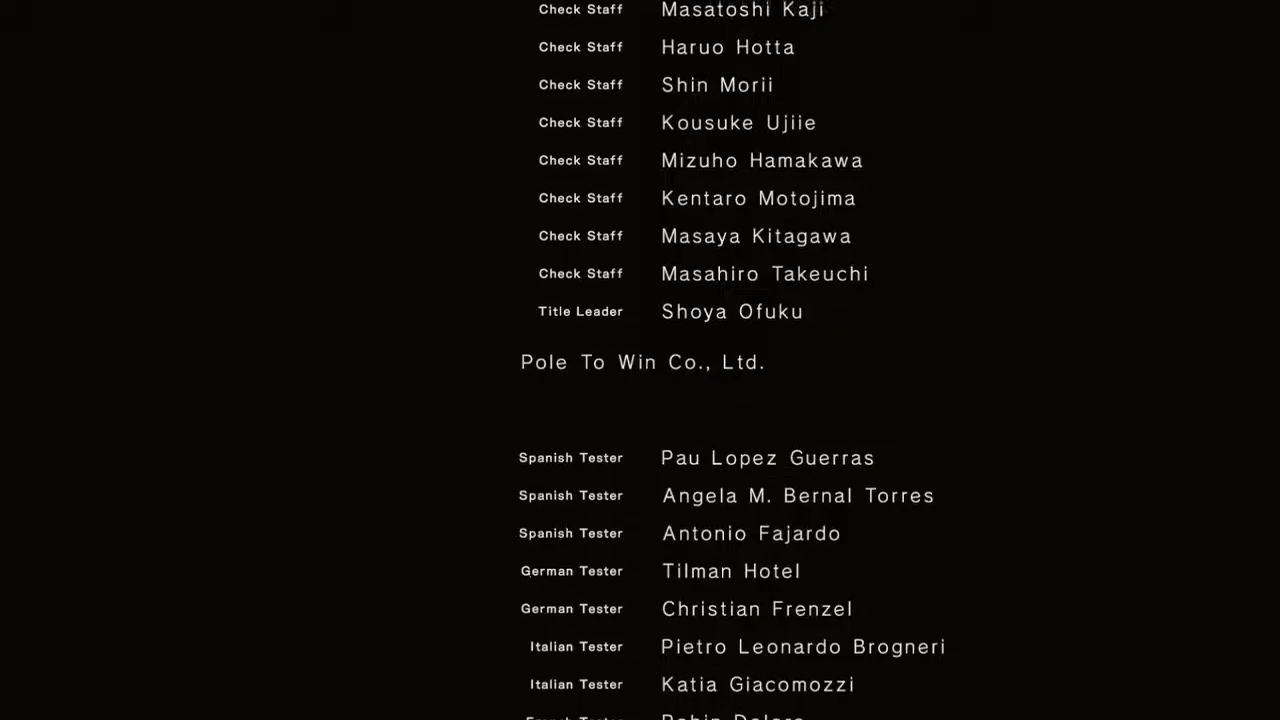 Check Staff Masatoshi Kaji
Check Staff Haruo Hotta
Check Staff Shin Morii
Check Staff Kousuke Ujiie
Check Staff Mizuho Hamakawa
Check Staff Kentaro Motojima
Check Staff Masaya Kitagawa
Check Staff Masahiro Takeuchi
Title Leader Shoya Ofuku
Pole To Win Co., Ltd.
Spanish Tester Pau Lopez Guerras
Spanish Tester Angela M. Bernal Torres
Spanish Tester Antonio Fajardo
German Tester Tilman Hotel
German Tester Christian Frenzel
Italian Tester Pietro Leonardo Brogneri
Italian Tester Katia Giacomozzi
French Tester Robin